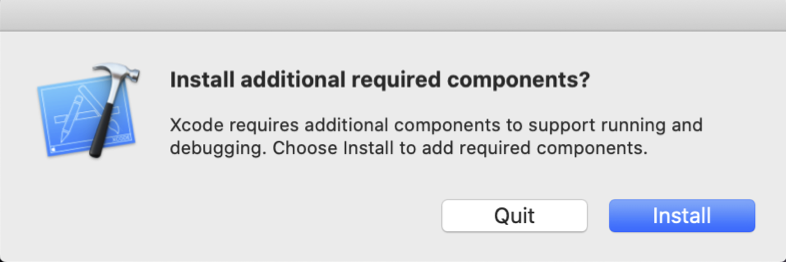 Install additional required components?
Xcode requires additional components to support running and
debugging. Choose Install to add required components.
Quit
Install